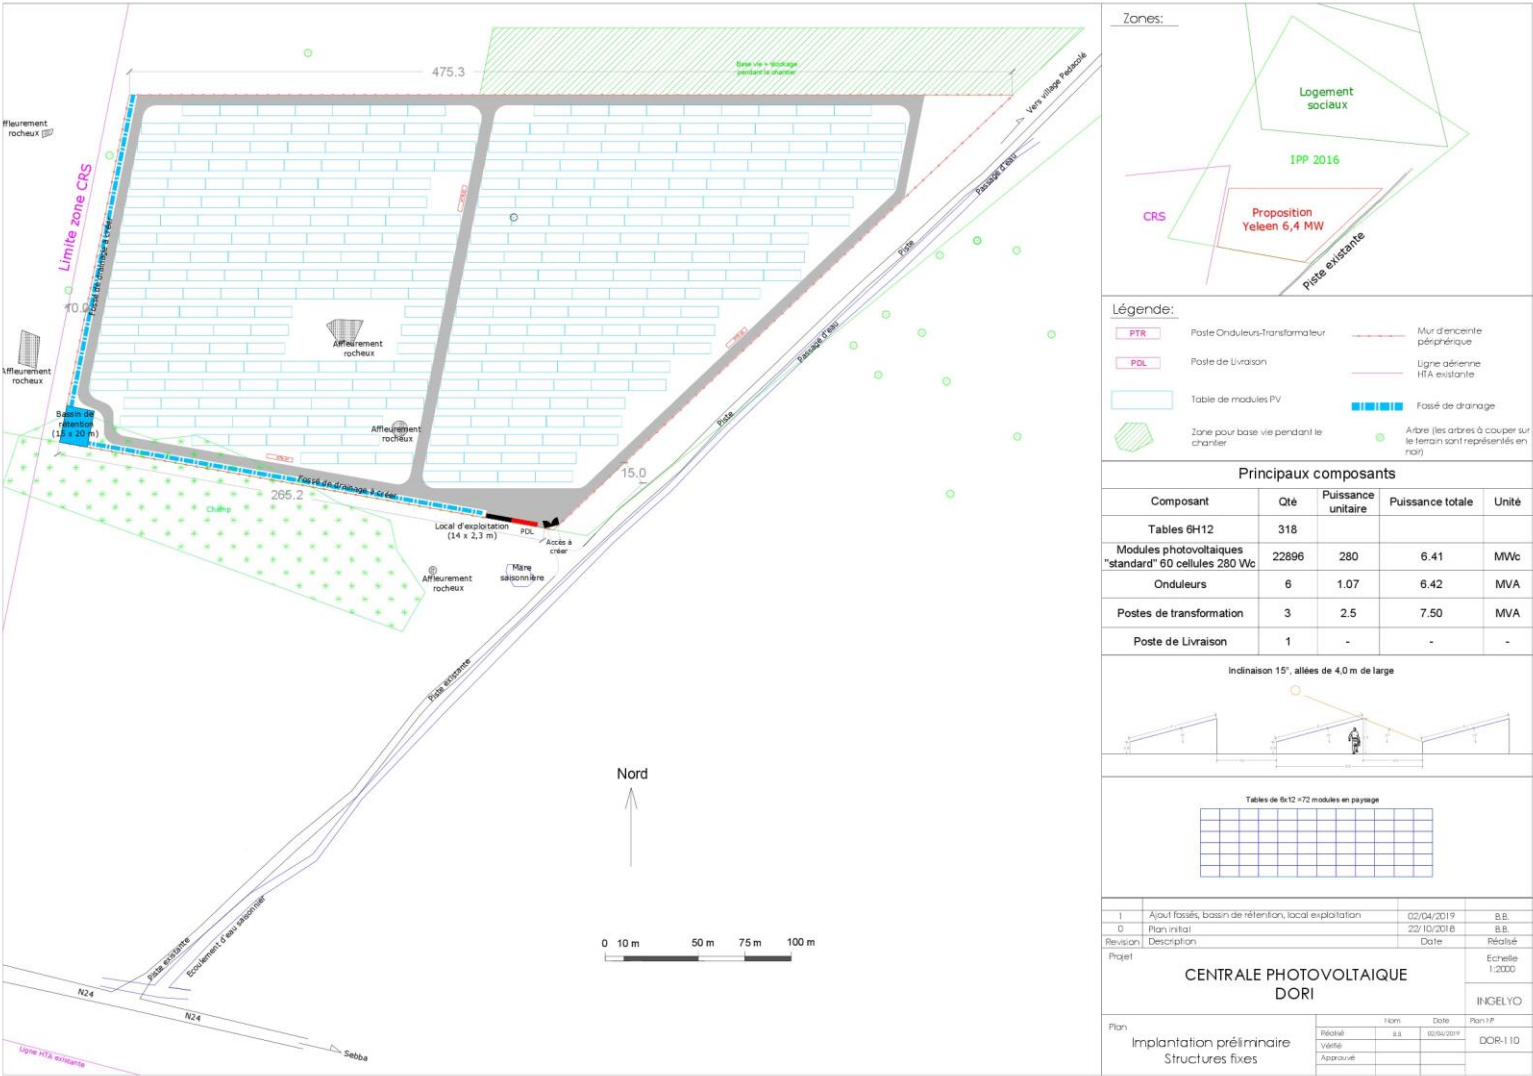 475.3
Base vie + stockage
pendant le chantier
Vers village Pedacolé
ffleurement
rocheux
Limite zone CRS
Fossé de drainage à créer
10.0
Passage d'eau
Piste
Affleurement
rocheux
Affleurement
rocheux
Passage d'eau
Bassin de
rétention
(15 x 20 m)
Affleurement
rocheux
Piste
15.0
Fossé de drainage à créer
265.2
Champ
Local d'exploitation
(14 x 2,3 m)
PDL
Accès à
créer
Affleurement
rocheux
Mare
saisonnière
Piste existante
Nord
0 10 m 50 m 75 m 100 m
Piste existante
Ecoulement d'eau saisonnier
N24
N24
Sebba
Ligne HTA existante
Zones:
Logement
sociaux
IPP 2016
CRS
Proposition
Yeleen 6,4 MW
Piste existante
Légende:
PTR Poste Onduleurs-Transformateur
Mur d'enceinte
périphérique
PDL Poste de Livraison
Ligne aérienne
HTA existante
Table de modules PV
Fossé de drainage
Zone pour base vie pendant le
chantier
Arbre (les arbres à couper sur
le terrain sont représentés en
noir)
Principaux composants
Composant Qté Puissance unitaire Puissance totale Unité
Tables 6H12 318
Modules photovoltaiques
"standard" 60 cellules 280 Wc 22896 280 6.41 MWc
Onduleurs 6 1.07 6.42 MVA
Postes de transformation 3 2.5 7.50 MVA
Poste de Livraison 1 - - -
Inclinaison 15°, allées de 4,0 m de large
Tables de 6x12 =72 modules en paysage
1 Ajout fossés, bassin de rétention, local exploitation 02/04/2019 B.B.
0 Plan initial 22/10/2018 B.B.
Revision Description Date Réalisé
Projet
CENTRALE PHOTOVOLTAIQUE
DORI
Echelle
1:2000
INGELYO
Plan
Implantation préliminaire
Structures fixes
Nom Date Plan N°
Réalisé B.B. 02/04/2019
Vérifié
Approuvé
DOR-110